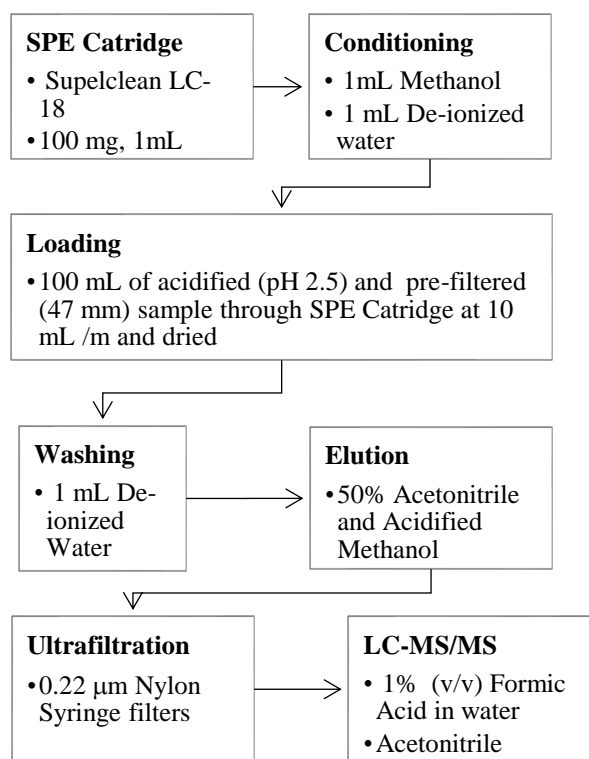 SPE Catridge
• Supelclean LC-
18
• 100 mg, 1mL
Conditioning
• 1mL Methanol
• 1 mL De-ionized
water
Loading
• 100 mL of acidified (pH 2.5) and pre-filtered
(47 mm) sample through SPE Catridge at 10
mL /m and dried
Washing
• 1 mL De-
ionized
Water
Elution
• 50% Acetonitrile
and Acidified
Methanol
Ultrafiltration
• 0.22 μm Nylon
Syringe filters
LC-MS/MS
• 1% (v/v) Formic
Acid in water
• Acetonitrile